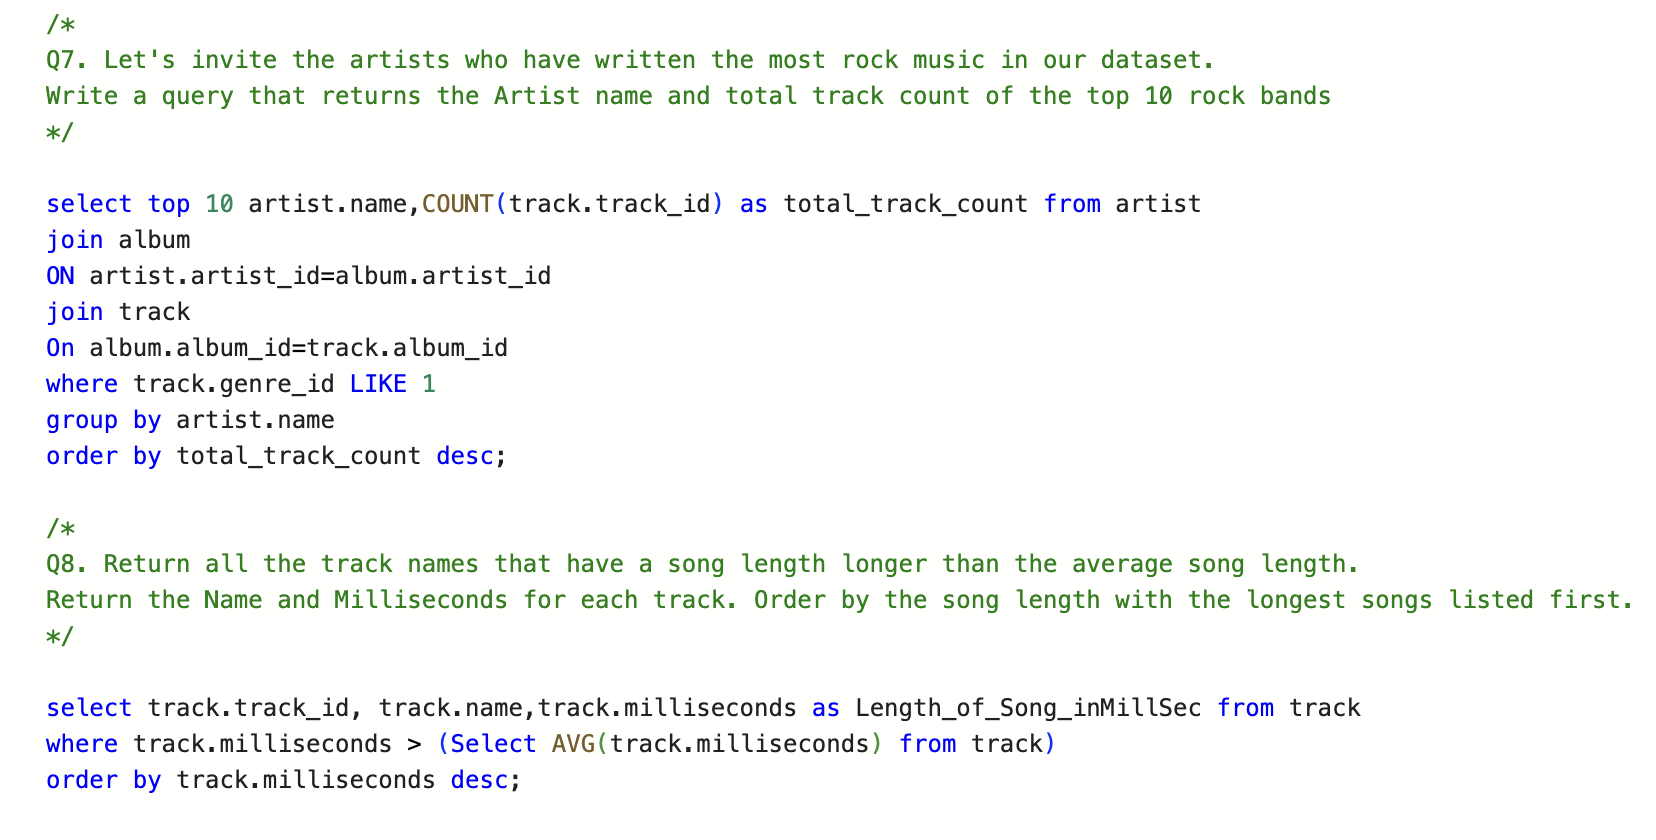 /*
Q7. Let's invite the artists who have written the most rock music in our dataset.
Write a query that returns the Artist name and total track count of the top 10 rock bands
*/
select top 10 artist.name,COUNT(track.track_id) as total_track_count from artist
join album
ON artist.artist_id=album.artist_id
join track
On album.album_id=track.album_id
where track.genre_id LIKE 1
group by artist.name
order by total_track_count desc;
/*
Q8. Return all the track names that have a song length longer than the average song length.
Return the Name and Milliseconds for each track. Order by the song length with the longest songs listed first.
*/
select track.track_id, track.name,track.milliseconds as Length_of_Song_inMillSec from track
where track.milliseconds > (Select AVG(track.milliseconds) from track)
order by track.milliseconds desc;